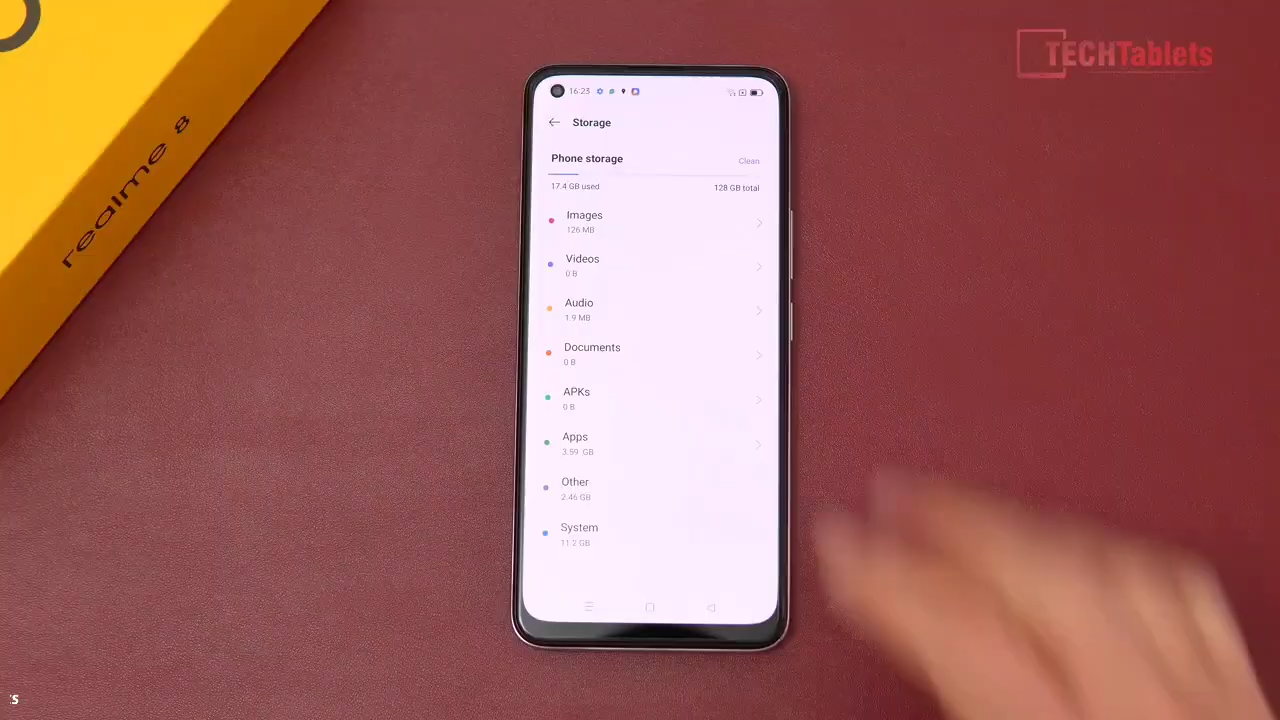 TECHTablets
16:23
Storage
Phone storage
Clean
17.4 GB used
128 GB total
Images
126 MB
Videos
0 B
Audio
1.9 MB
Documents
0 B
APKs
0 B
Apps
3.59 GB
Other
2.46 GB
System
11.2 GB
realme 8